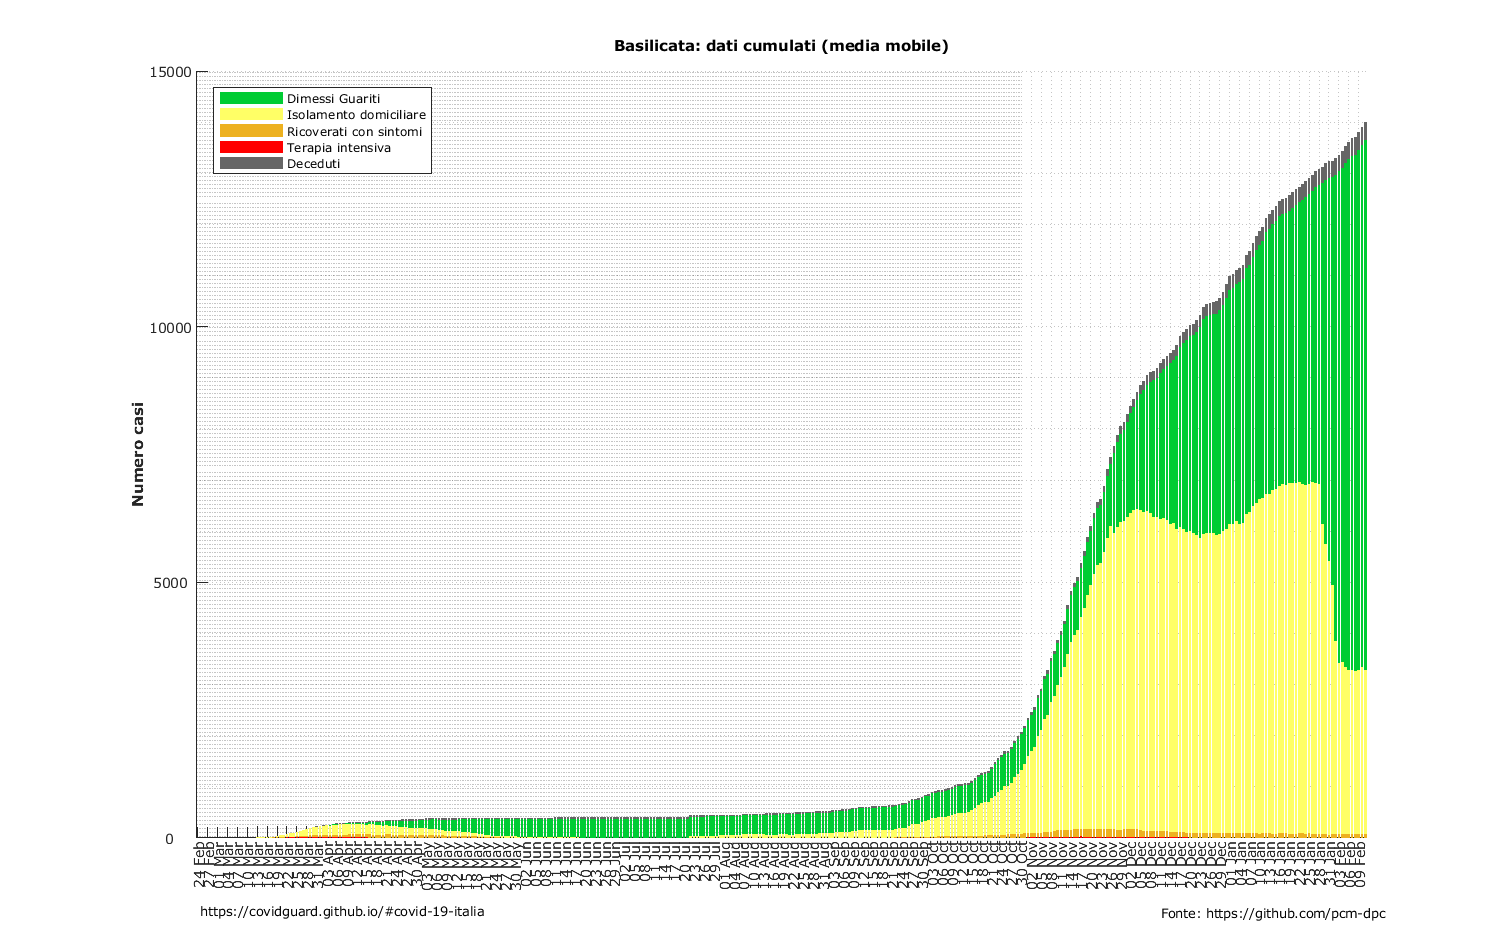 Basilicata: dati cumulati (media mobile)
15000
10000
5000
0
Numero casi
Dimessi Guariti
Isolamento domiciliare
Ricoverati con sintomi
Terapia intensiva
Deceduti
24 Feb
27 Feb
01 Mar
04 Mar
07 Mar
10 Mar
13 Mar
16 Mar
19 Mar
22 Mar
25 Mar
28 Mar
31 Mar
03 Apr
06 Apr
09 Apr
12 Apr
15 Apr
18 Apr
21 Apr
24 Apr
27 Apr
30 Apr
03 May
06 May
09 May
12 May
15 May
18 May
21 May
24 May
27 May
30 May
02 Jun
05 Jun
08 Jun
11 Jun
14 Jun
17 Jun
20 Jun
23 Jun
26 Jun
29 Jun
02 Jul
05 Jul
08 Jul
11 Jul
14 Jul
17 Jul
20 Jul
23 Jul
26 Jul
29 Jul
01 Aug
04 Aug
07 Aug
10 Aug
13 Aug
16 Aug
19 Aug
22 Aug
25 Aug
28 Aug
31 Aug
03 Sep
06 Sep
09 Sep
12 Sep
15 Sep
18 Sep
21 Sep
24 Sep
27 Sep
30 Sep
03 Oct
06 Oct
09 Oct
12 Oct
15 Oct
18 Oct
21 Oct
24 Oct
27 Oct
30 Oct
02 Nov
05 Nov
08 Nov
11 Nov
14 Nov
17 Nov
20 Nov
23 Nov
26 Nov
29 Nov
02 Dec
05 Dec
08 Dec
11 Dec
14 Dec
17 Dec
20 Dec
23 Dec
26 Dec
29 Dec
01 Jan
04 Jan
07 Jan
10 Jan
13 Jan
16 Jan
19 Jan
22 Jan
25 Jan
28 Jan
31 Jan
03 Feb
06 Feb
09 Feb
https://covidguard.github.io/#covid-19-italia
Fonte: https://github.com/pcm-dpc